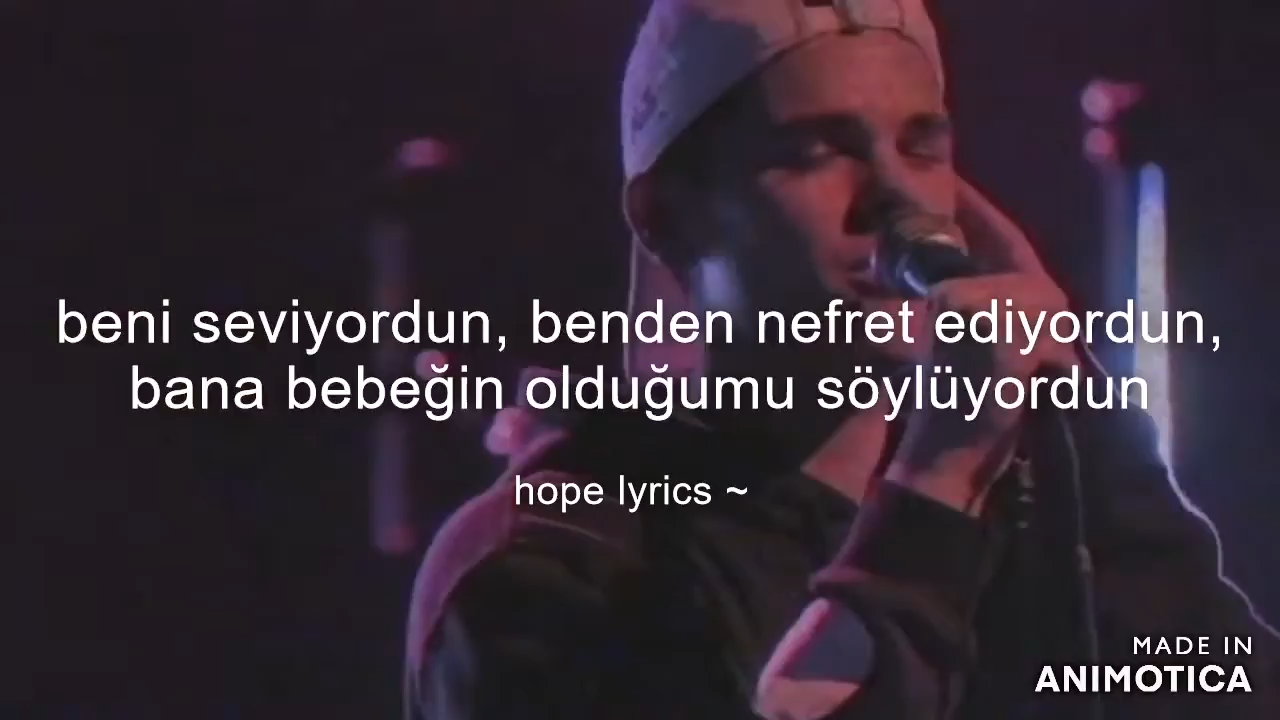 beni seviyordun, benden nefret ediyordun,
bana bebeğin olduğumu söylüyordun
hope lyrics ~
MADE IN
ANIMOTICA